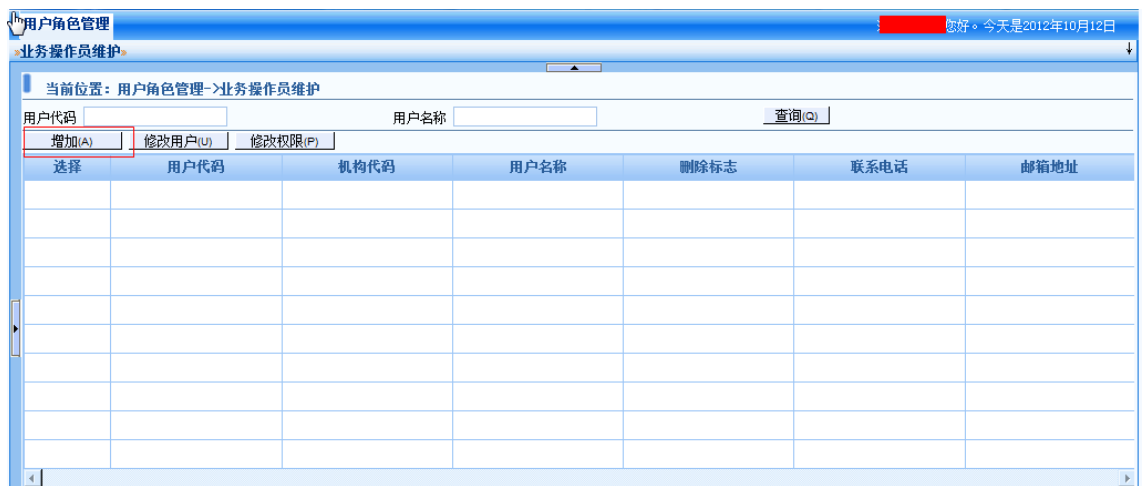 用户角色管理 您好。今天是2012年10月12日
»业务操作员维护»
当前位置：用户角色管理->业务操作员维护
用户代码 用户名称 查询(Q)
增加(A) 修改用户(U) 修改权限(P)
选择 用户代码 机构代码 用户名称 删除标志 联系电话 邮箱地址